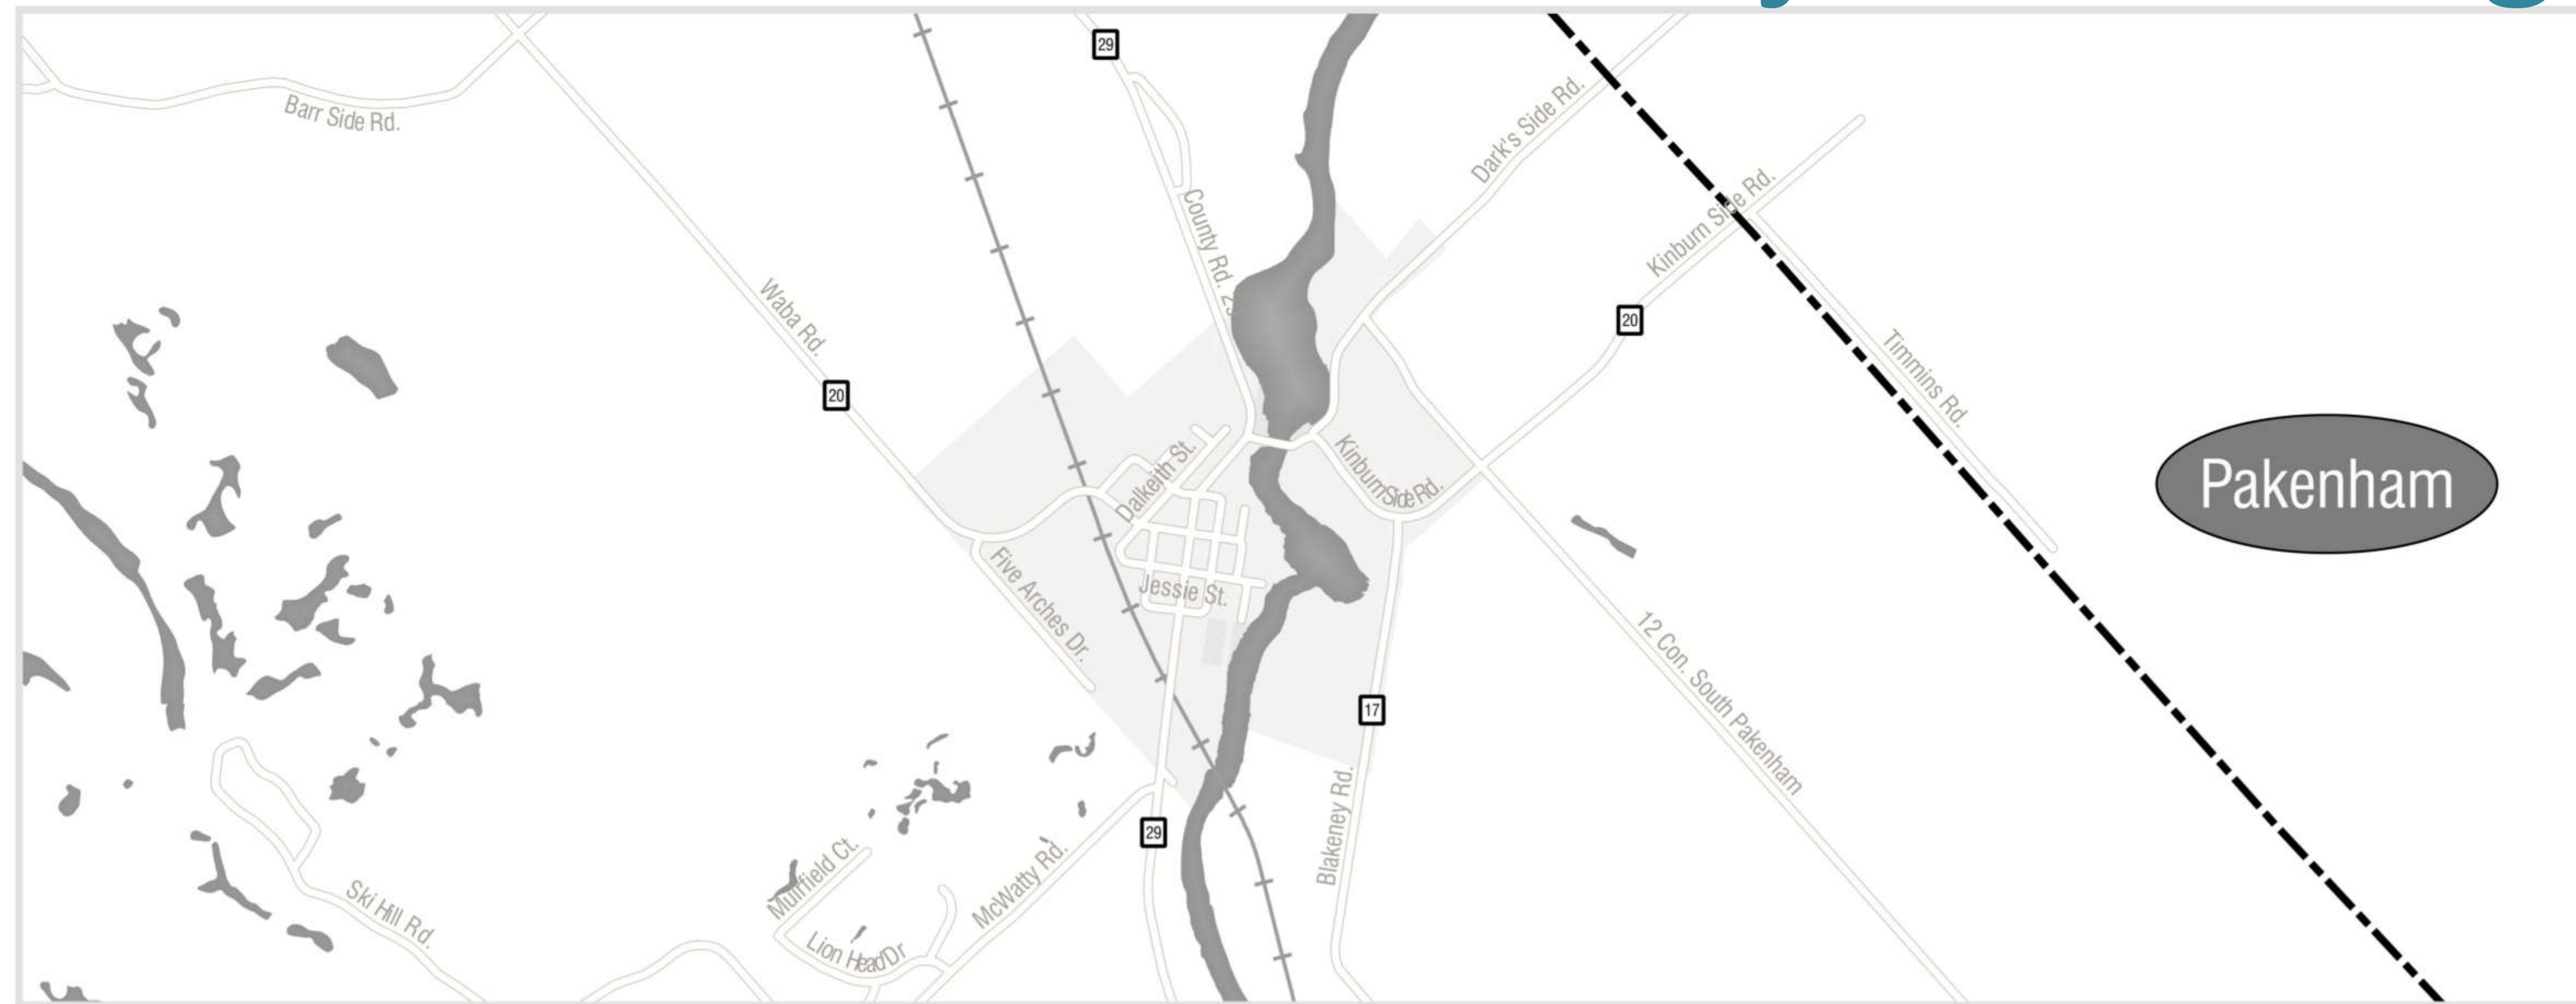 29
Barr Side Rd.
Dark's Side Rd.
Kinburn Side Rd.
County Rd. 29
Waba Rd.
20
20
Timmins Rd.
Pakenham
Dalkeith St.
Kinburn Side Rd.
Five Arches Dr.
Jessie St.
12 Con. South Pakenham
17
Blakeney Rd.
29
Muirfield Ct.
McWatty Rd.
Ski Hill Rd.
Lion Head Dr